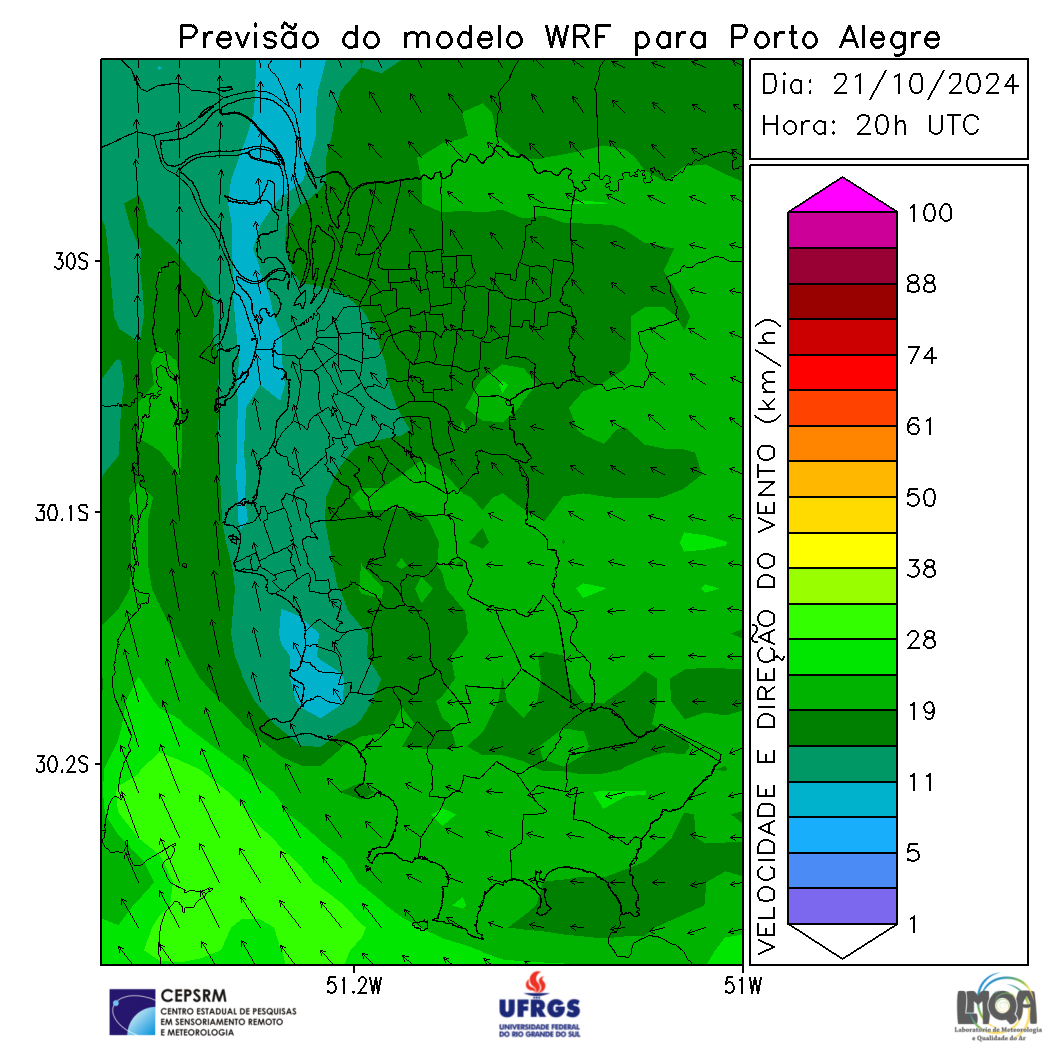 Previsão do modelo WRF para Porto Alegre
Dia: 21/10/2024
Hora: 20h UTC
30S
30.1S
30.2S
51.2W
51W
VELOCIDADE E DIREÇÃO DO VENTO (km/h)
100
88
74
61
50
38
28
19
11
5
1
CEPSRM
CENTRO ESTADUAL DE PESQUISAS
EM SENSORIAMENTO REMOTO
E METEOROLOGIA
UFRGS
UNIVERSIDADE FEDERAL
DO RIO GRANDE DO SUL
LMQA
Laboratório de Meteorologia
e Qualidade do Ar